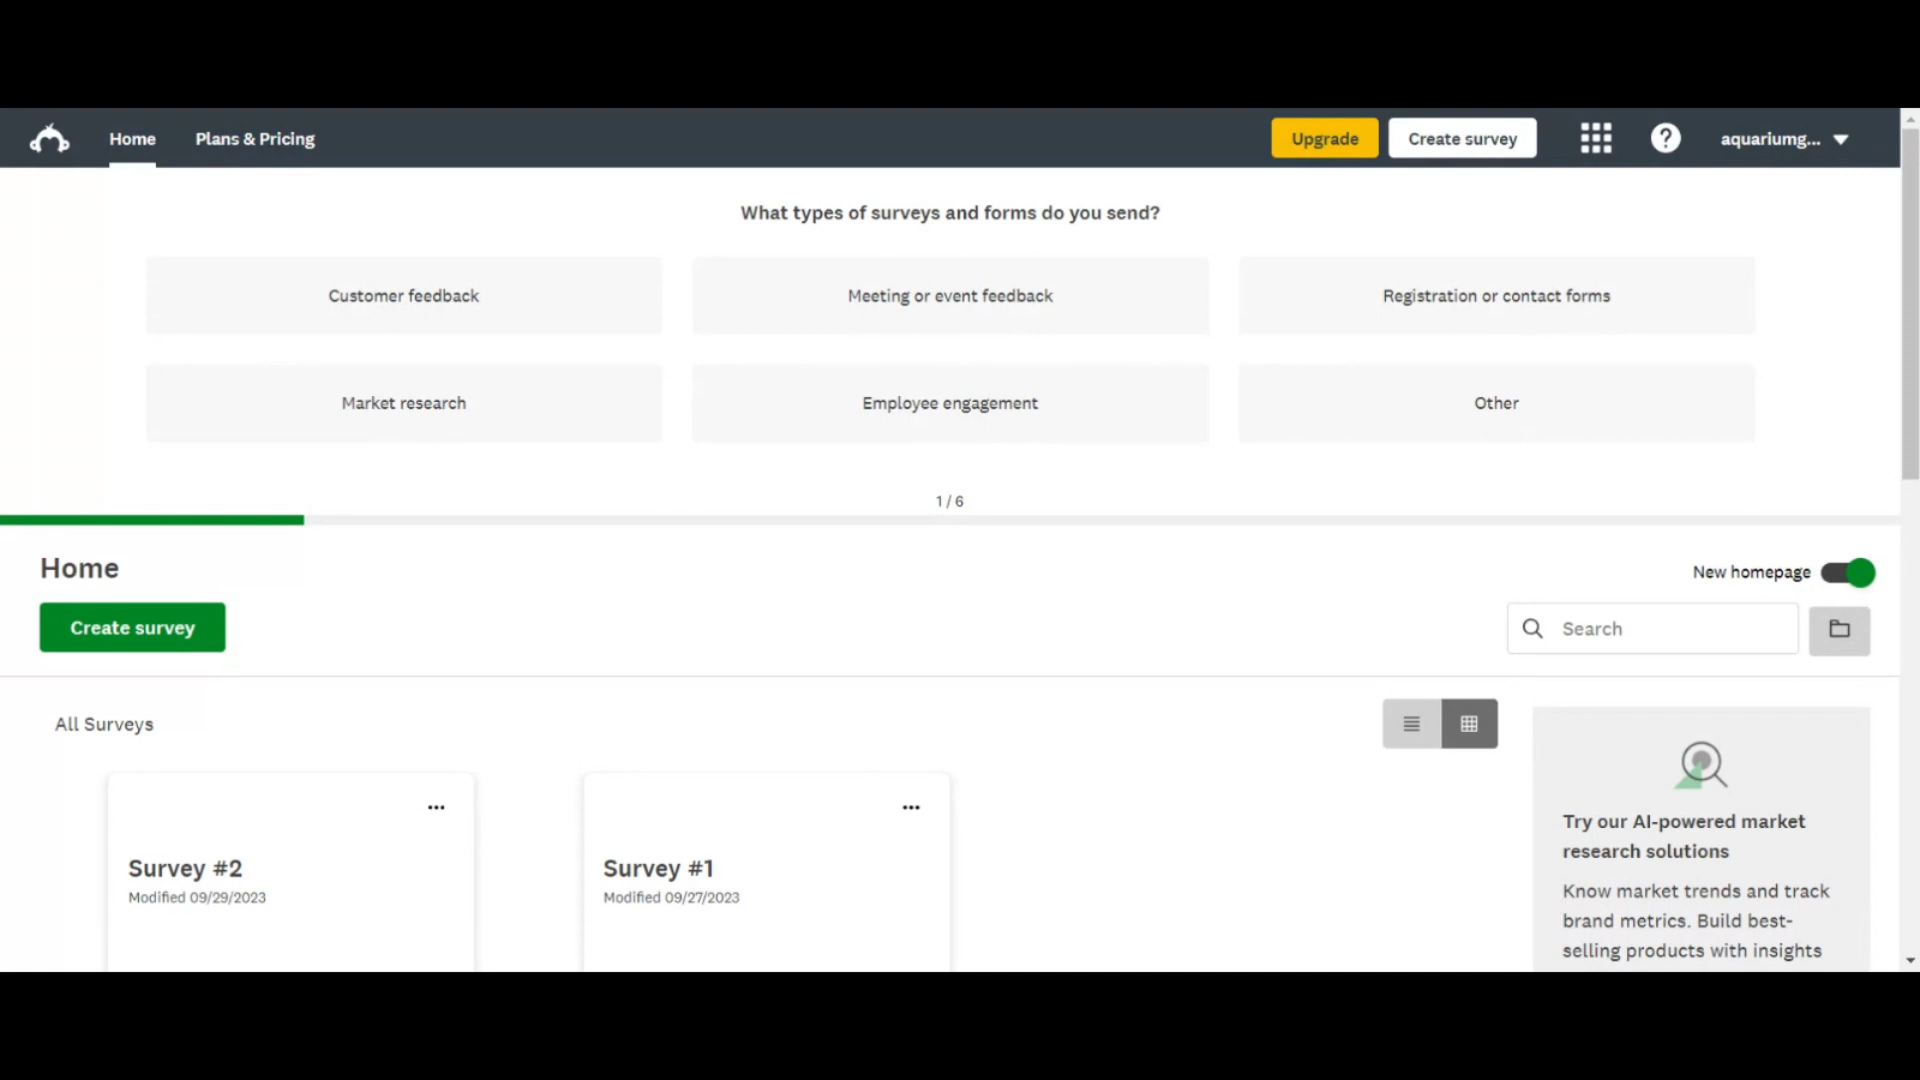 Home
Plans & Pricing
Upgrade
Create survey
?
aquariumg...
What types of surveys and forms do you send?
Customer feedback
Meeting or event feedback
Registration or contact forms
Market research
Employee engagement
Other
1 / 6
Home
New homepage
Create survey
Search
All Surveys
Survey #2
Modified 09/29/2023
Survey #1
Modified 09/27/2023
Try our AI-powered market
research solutions
Know market trends and track
brand metrics. Build best-
selling products with insights